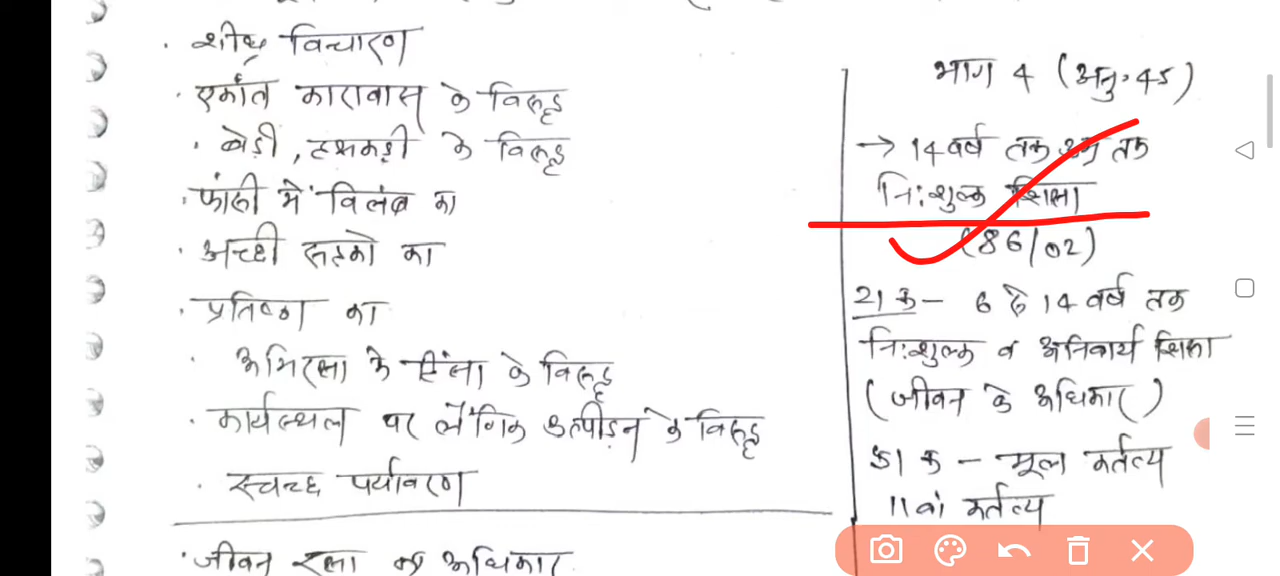 शीघ्र विचारण
एकांत कारावास के विरूद्ध
बेड़ी, हथकड़ी के विरूद्ध
फांसी में विलंब का
अच्छी सड़को का
प्रतिष्ठा का
अभिरक्षा के हिंसा के विरूद्ध
कार्यस्थल पर लैंगिक उत्पीड़न के विरूद्ध
स्वच्छ पर्यावरण
जीवन रक्षा का अधिकार
भाग 4 (अनु॰ 45)
→ 14 वर्ष तक उम्र तक
नि:शुल्क शिक्षा
(86/02)
21 क – 6 से 14 वर्ष तक
नि:शुल्क व अनिवार्य शिक्षा
(जीवन के अधिकार)
51 क – मूल कर्तव्य
11वां कर्तव्य